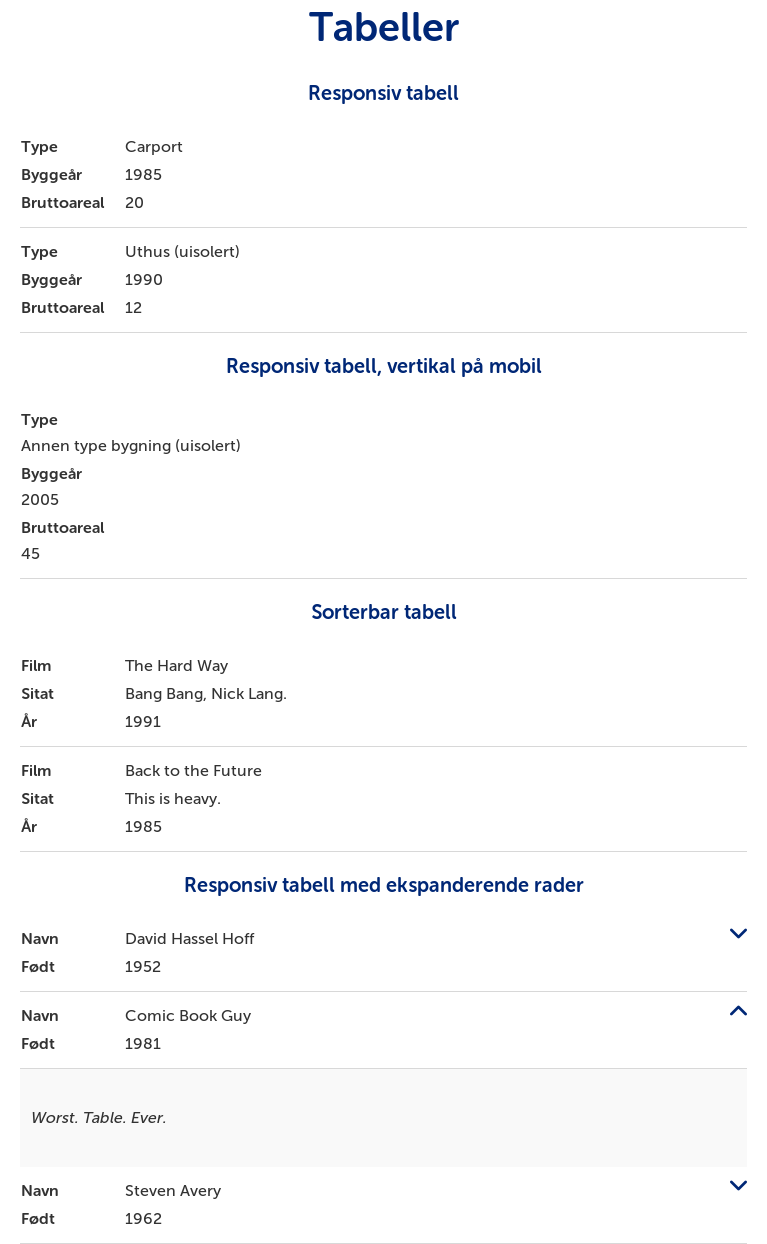 Tabeller
Responsiv tabell
Type Carport
Byggeår 1985
Bruttoareal 20
Type Uthus (uisolert)
Byggeår 1990
Bruttoareal 12
Responsiv tabell, vertikal på mobil
Type
Annen type bygning (uisolert)
Byggeår
2005
Bruttoareal
45
Sorterbar tabell
Film The Hard Way
Sitat Bang Bang, Nick Lang.
År 1991
Film Back to the Future
Sitat This is heavy.
År 1985
Responsiv tabell med ekspanderende rader
Navn David Hassel Hoff
Født 1952
Navn Comic Book Guy
Født 1981
Worst. Table. Ever.
Navn Steven Avery
Født 1962